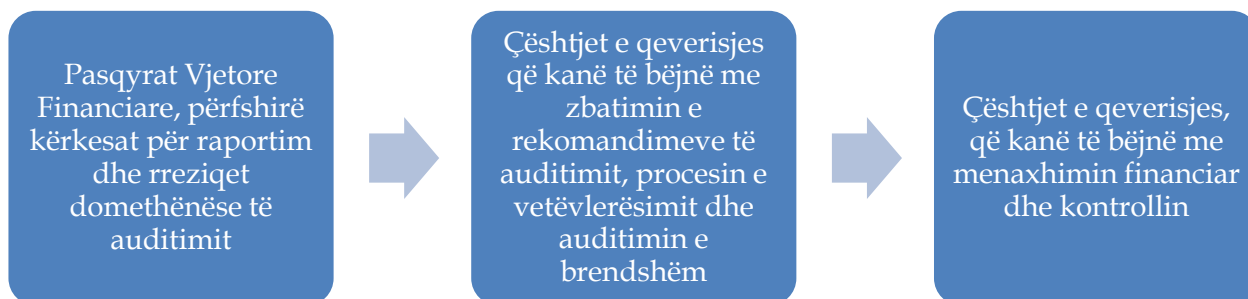 Pasqyrat Vjetore
Financiare, përfshirë
kërkesat për raportim
dhe rreziqet
domethënëse të
auditimit
Çështjet e qeverisjes
që kanë të bëjnë me
zbatimin e
rekomandimeve të
auditimit, procesin e
vetëvlerësimit dhe
auditimin e
brendshëm
Çështjet e qeverisjes,
që kanë të bëjnë me
menaxhimin financiar
dhe kontrollin